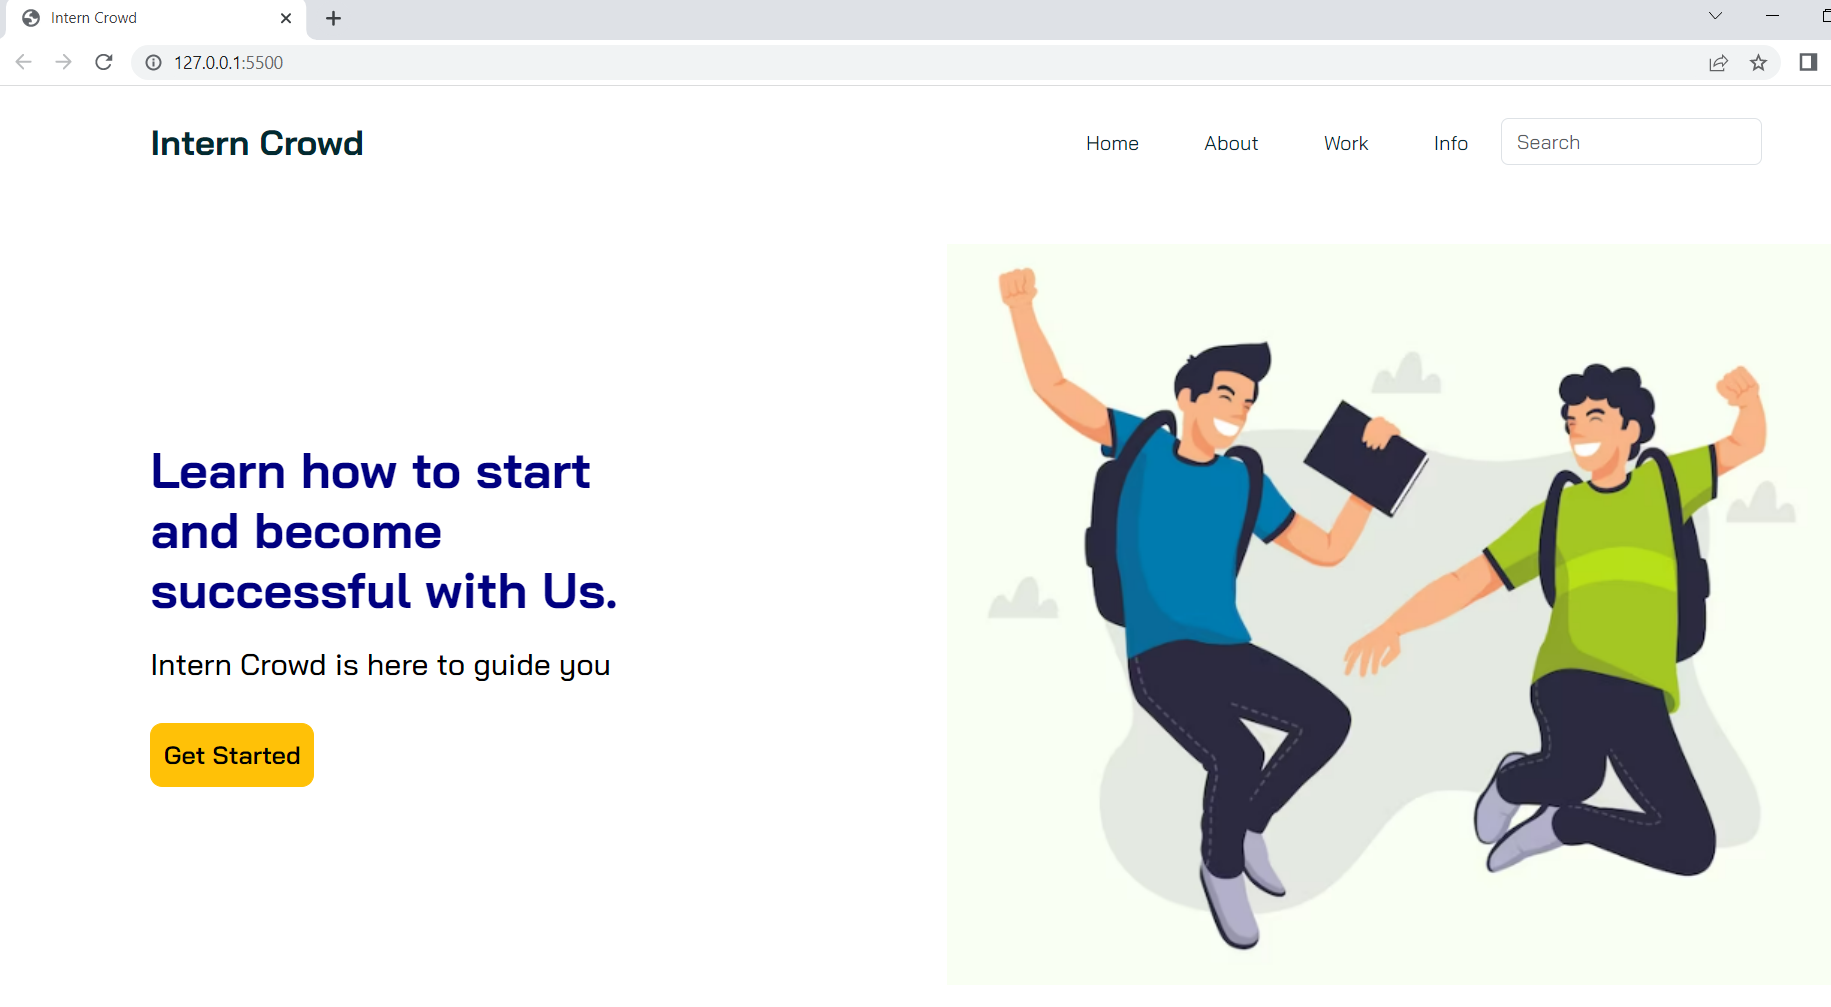 Intern Crowd
127.0.0.1:5500
Intern Crowd
Home About Work Info Search
Learn how to start
and become
successful with Us.
Intern Crowd is here to guide you
Get Started